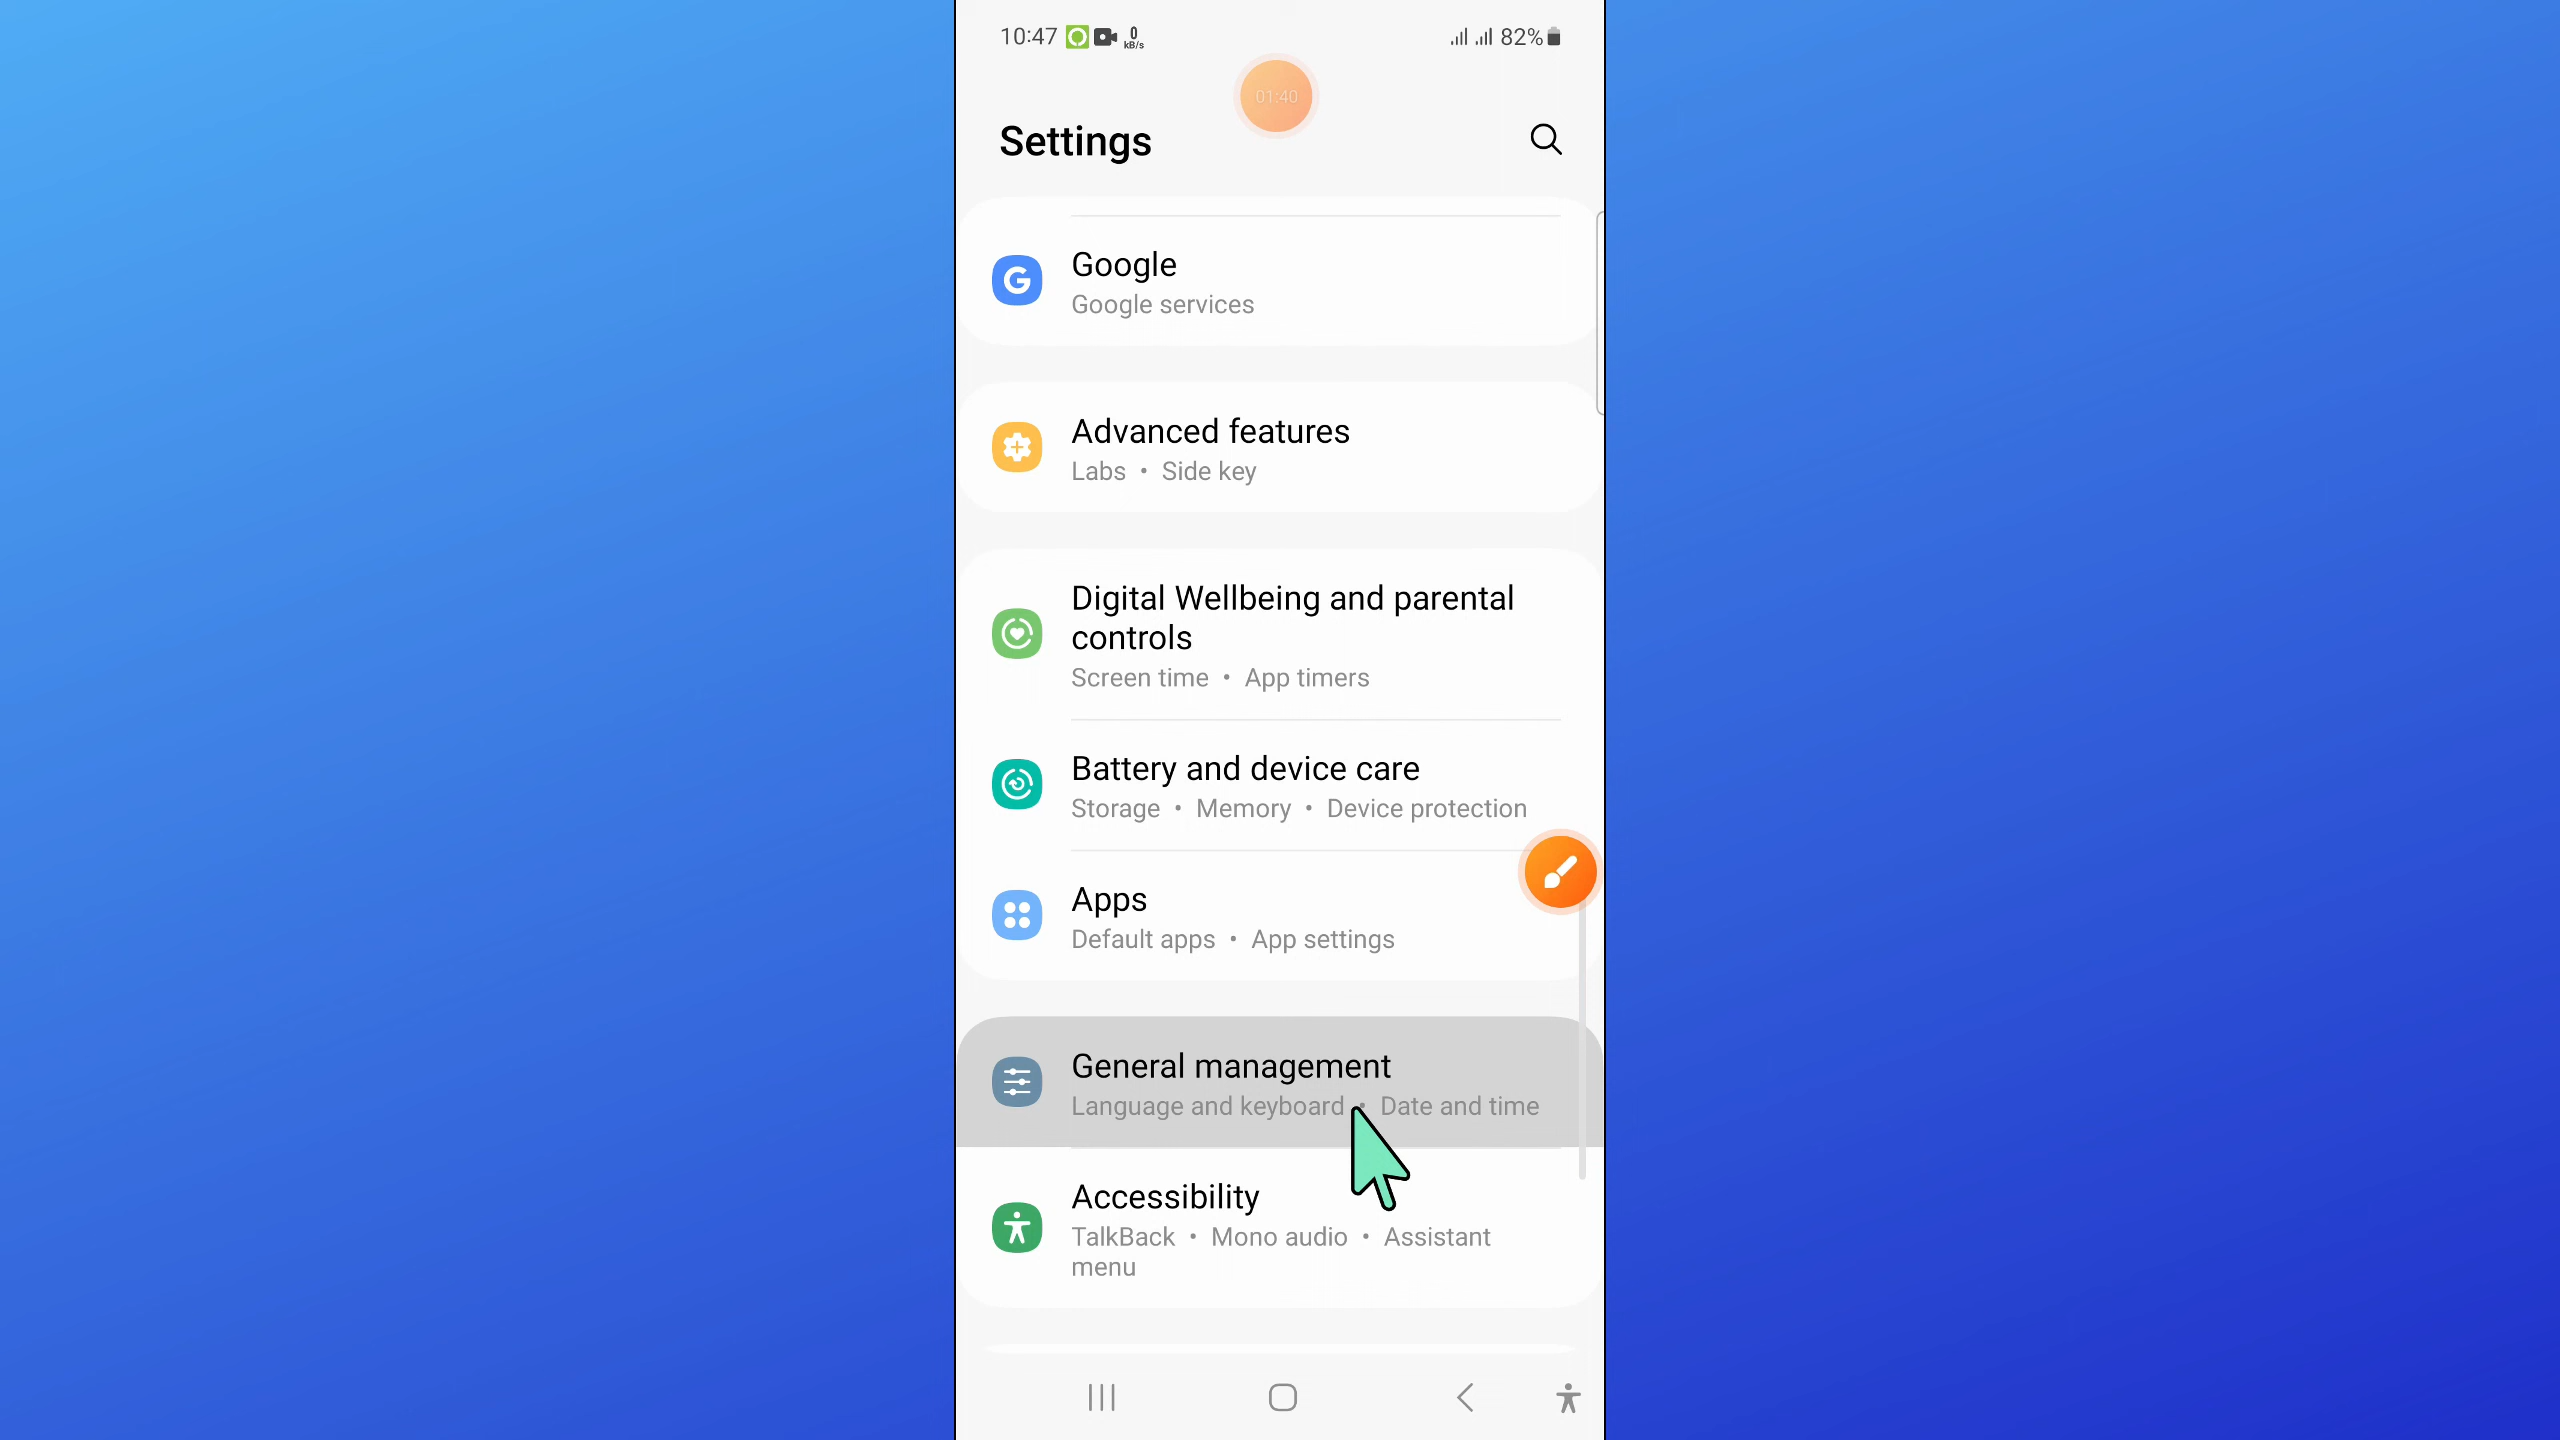 10:47 0 kB/s 82%
01:40
Settings
Google
Google services
Advanced features
Labs • Side key
Digital Wellbeing and parental
controls
Screen time • App timers
Battery and device care
Storage • Memory • Device protection
Apps
Default apps • App settings
General management
Language and keyboard • Date and time
Accessibility
TalkBack • Mono audio • Assistant
menu